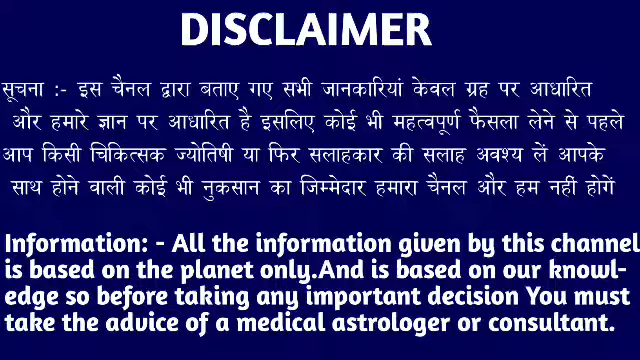 DISCLAIMER
सूचना :- इस चैनल द्वारा बताए गए सभी जानकारियां केवल ग्रह पर आधारित
और हमारे ज्ञान पर आधारित है इसलिए कोई भी महत्वपूर्ण फैसला लेने से पहले
आप किसी चिकित्सक ज्योतिषी या फिर सलाहकार की सलाह अवश्य लें आपके
साथ होने वाली कोई भी नुकसान का जिम्मेदार हमारा चैनल और हम नहीं होगें
Information: - All the information given by this channel
is based on the planet only.And is based on our knowl-
edge so before taking any important decision You must
take the advice of a medical astrologer or consultant.